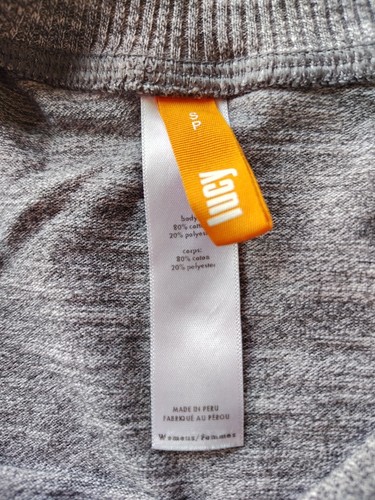 SP
lucy
body
80% cotton
20% polyester
corps:
80% coton
20% polyester
MADE IN PERU
FABRIQUÉ AU PÉROU
Womens/Femmes